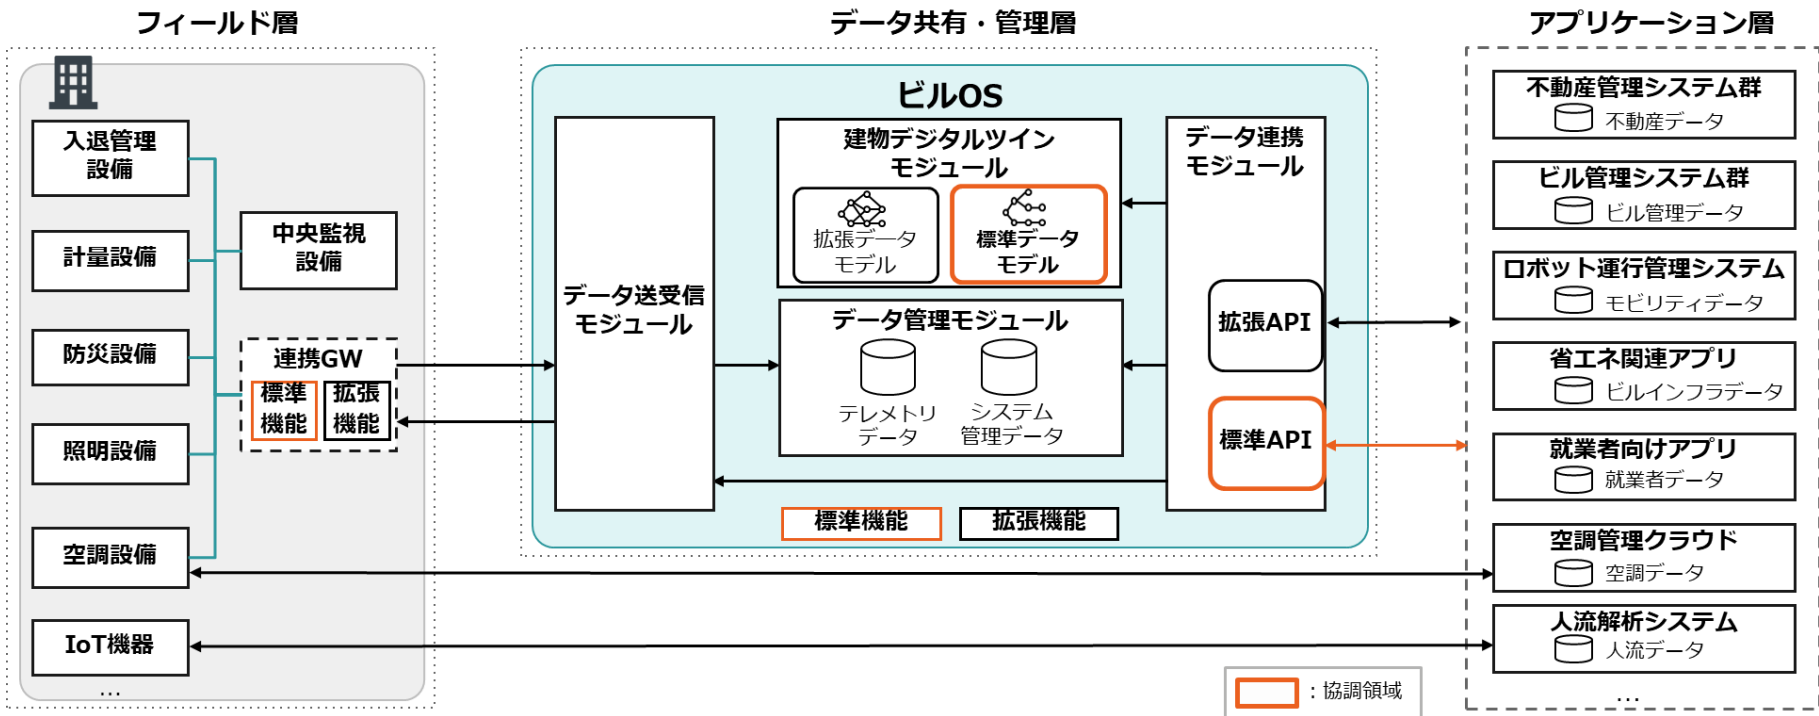 フィールド層
データ共有・管理層
アプリケーション層
入退管理
設備
計量設備
防災設備
照明設備
空調設備
IoT機器
…
中央監視
設備
連携GW
標準
機能
拡張
機能
ビルOS
データ送受信
モジュール
建物デジタルツイン
モジュール
拡張データ
モデル
標準データ
モデル
データ管理モジュール
テレメトリ
データ
システム
管理データ
標準機能
拡張機能
データ連携
モジュール
拡張API
標準API
不動産管理システム群
不動産データ
ビル管理システム群
ビル管理データ
ロボット運行管理システム
モビリティデータ
省エネ関連アプリ
ビルインフラデータ
就業者向けアプリ
就業者データ
空調管理クラウド
空調データ
人流解析システム
人流データ
…
：協調領域